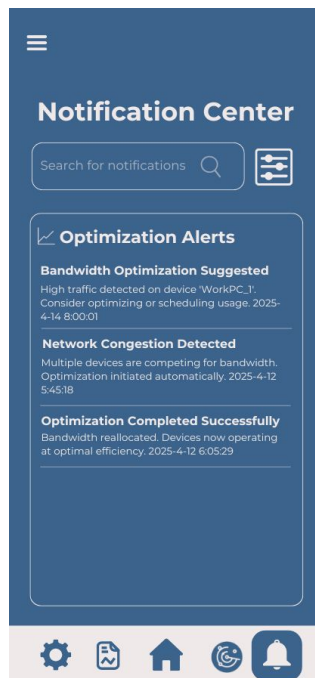 Notification Center
Search for notifications
Optimization Alerts
Bandwidth Optimization Suggested
High traffic detected on device 'WorkPC_1'.
Consider optimizing or scheduling usage. 2025-
4-14 8:00:01
Network Congestion Detected
Multiple devices are competing for bandwidth.
Optimization initiated automatically. 2025-4-12
5:45:18
Optimization Completed Successfully
Bandwidth reallocated. Devices now operating
at optimal efficiency. 2025-4-12 6:05:29